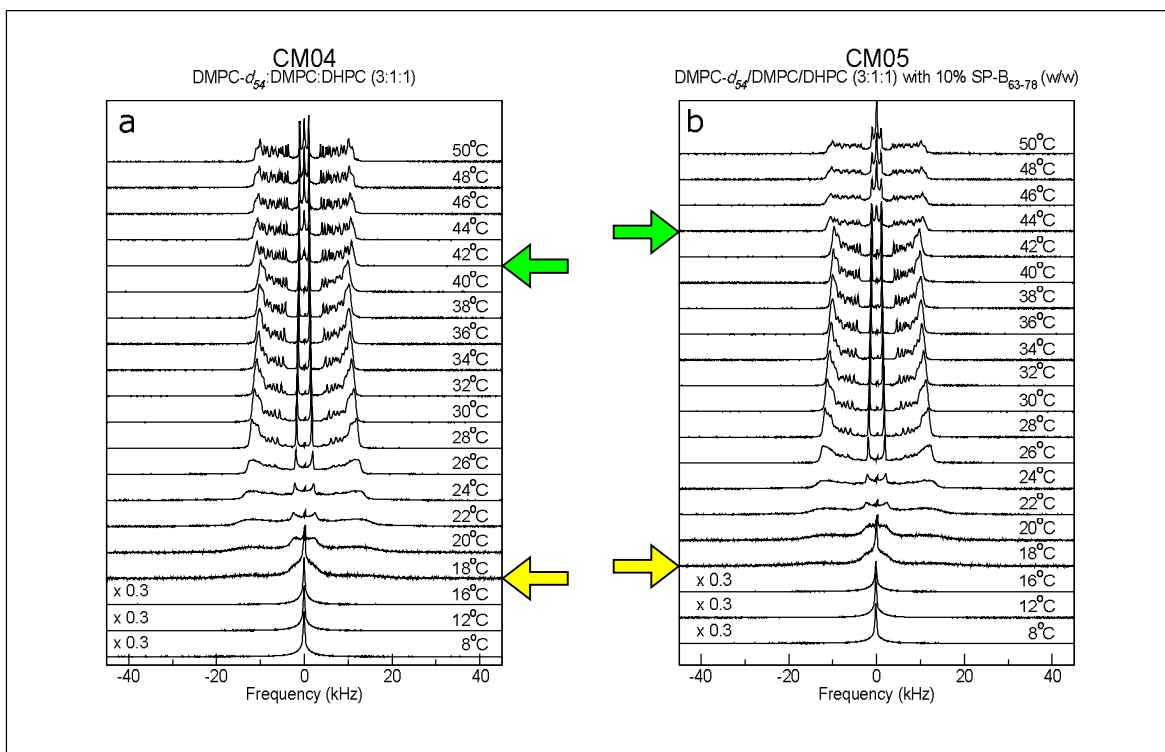 CM04
DMPC-d54:DMPC:DHPC (3:1:1)
a
50°C
48°C
46°C
44°C
42°C
40°C
38°C
36°C
34°C
32°C
30°C
28°C
26°C
24°C
22°C
20°C
18°C
x 0.3 16°C
x 0.3 12°C
x 0.3 8°C
-40 -20 0 20 40
Frequency (kHz)
CM05
DMPC-d54/DMPC/DHPC (3:1:1) with 10% SP-B63-78 (w/w)
b
50°C
48°C
46°C
44°C
42°C
40°C
38°C
36°C
34°C
32°C
30°C
28°C
26°C
24°C
22°C
20°C
18°C
x 0.3 16°C
x 0.3 12°C
x 0.3 8°C
-40 -20 0 20 40
Frequency (kHz)